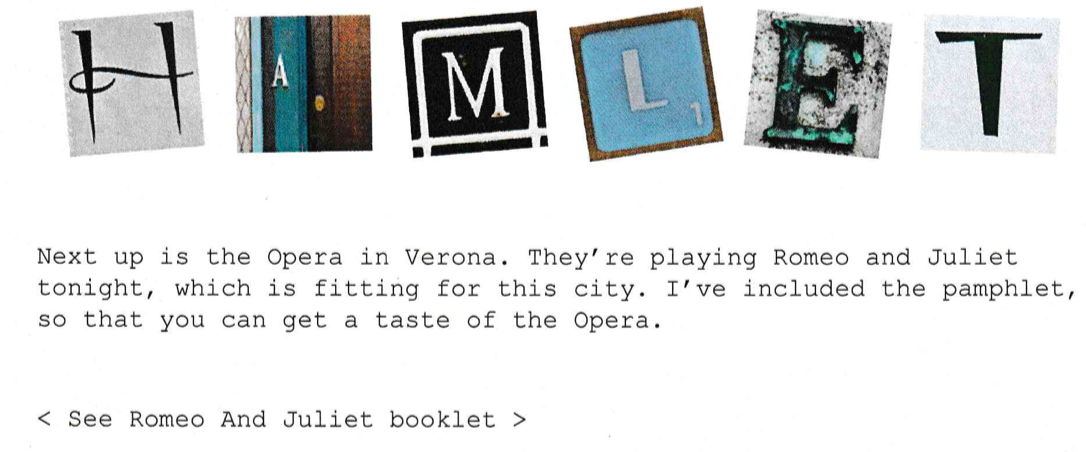 H A M L E T
1
Next up is the Opera in Verona. They're playing Romeo and Juliet
tonight, which is fitting for this city. I've included the pamphlet,
so that you can get a taste of the Opera.
< See Romeo And Juliet booklet >